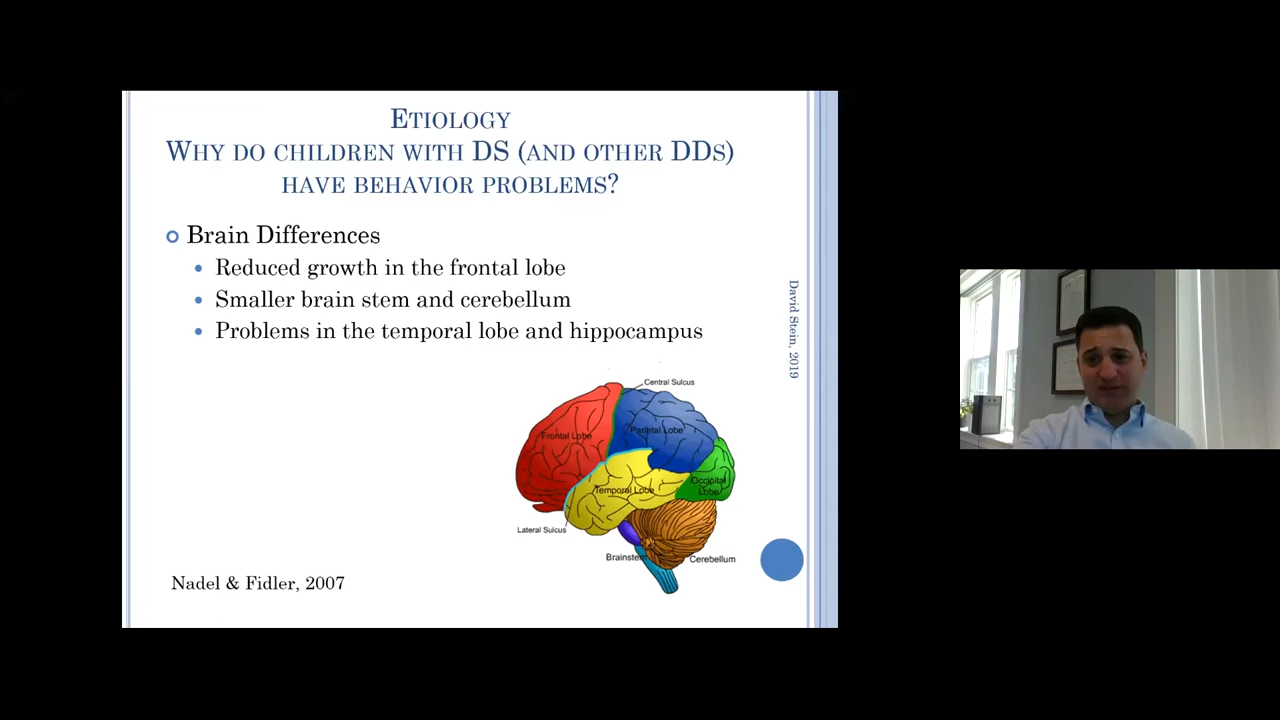 Etiology
Why do children with DS (and other DDs)
have behavior problems?
Brain Differences
Reduced growth in the frontal lobe
Smaller brain stem and cerebellum
Problems in the temporal lobe and hippocampus
David Stein, 2019
Central Sulcus
Frontal Lobe
Parietal Lobe
Occipital
Lobe
Temporal Lobe
Lateral Sulcus
Brainstem
Cerebellum
Nadel & Fidler, 2007